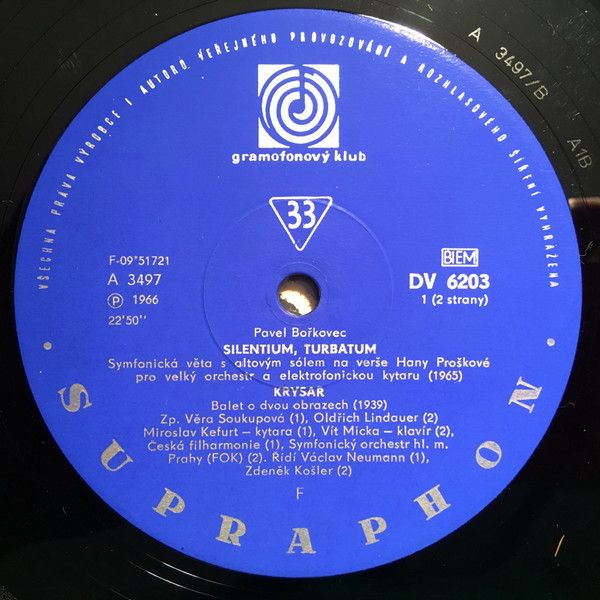 A 3497/B A1B
VŠECHNA PRÁVA VÝROBCE I AUTORŮ VEŘEJNÉHO PROVOZOVÁNÍ A ROZHLASOVÉHO ŠÍŘENÍ VYHRAZENA
gramofonový klub
33
F-09*51721
A 3497
Ⓟ 1966
22'50''
BIEM
DV 6203
1 (2 strany)
Pavel Bořkovec
SILENTIUM, TURBATUM
Symfonická věta s altovým sólem na verše Hany Proškové
pro velký orchestr a elektrofonickou kytaru (1965)
KRYSAŘ
Balet o dvou obrazech (1939)
Zp. Věra Soukupová (1), Oldřich Lindauer (2)
Miroslav Kefurt – kytara (1), Vít Micka – klavír (2),
Česká filharmonie (1), Symfonický orchestr hl. m.
Prahy (FOK) (2). Řídí Václav Neumann (1),
Zdeněk Košler (2)
F
SUPRAPHON